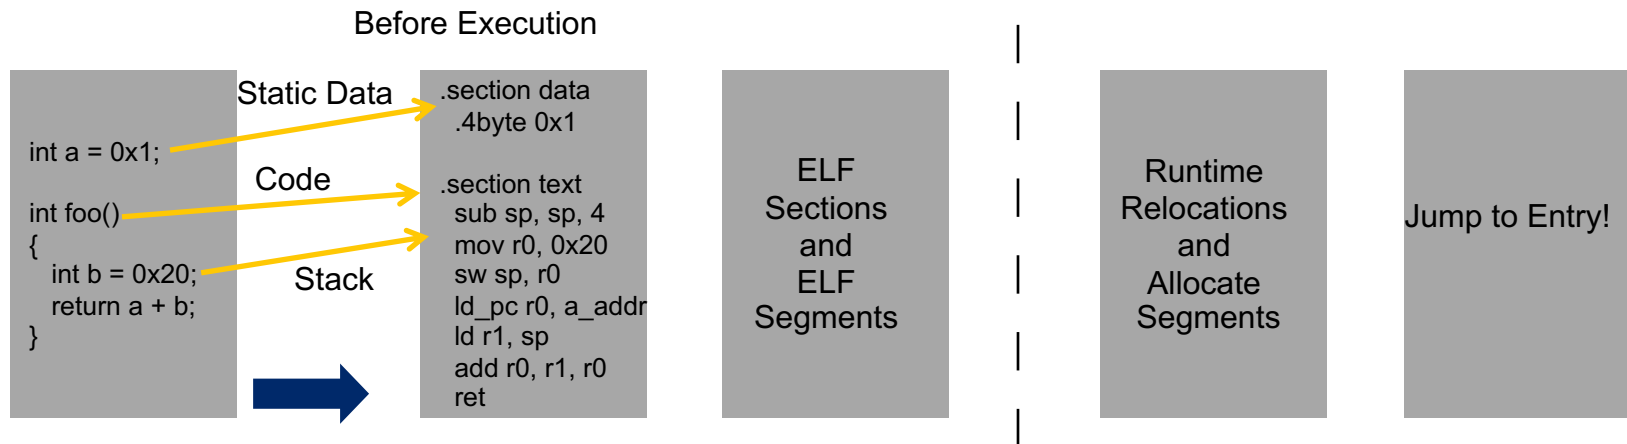 Before Execution
int a = 0x1;
int foo()
{
int b = 0x20;
return a + b;
}
Static Data
Code
Stack
.section data
.4byte 0x1
.section text
sub sp, sp, 4
mov r0, 0x20
sw sp, r0
ld_pc r0, a_addr
ld r1, sp
add r0, r1, r0
ret
ELF
Sections
and
ELF
Segments
Runtime
Relocations
and
Allocate
Segments
Jump to Entry!